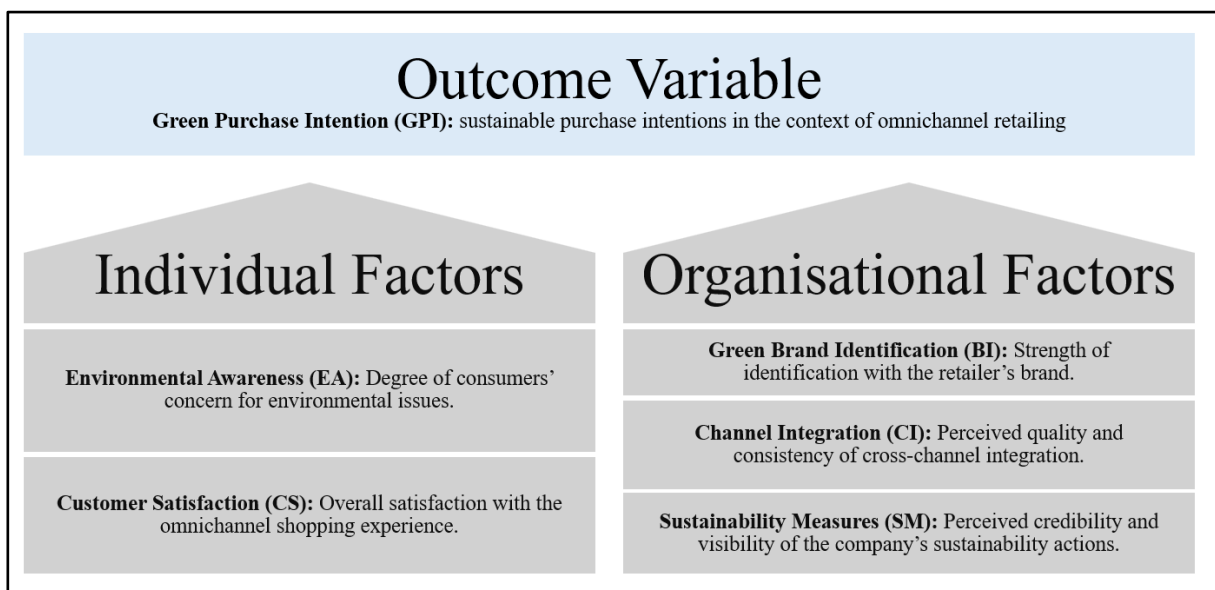 Outcome Variable
Green Purchase Intention (GPI): sustainable purchase intentions in the context of omnichannel retailing
Individual Factors
Environmental Awareness (EA): Degree of consumers’
concern for environmental issues.
Customer Satisfaction (CS): Overall satisfaction with the
omnichannel shopping experience.
Organisational Factors
Green Brand Identification (BI): Strength of
identification with the retailer’s brand.
Channel Integration (CI): Perceived quality and
consistency of cross-channel integration.
Sustainability Measures (SM): Perceived credibility and
visibility of the company’s sustainability actions.